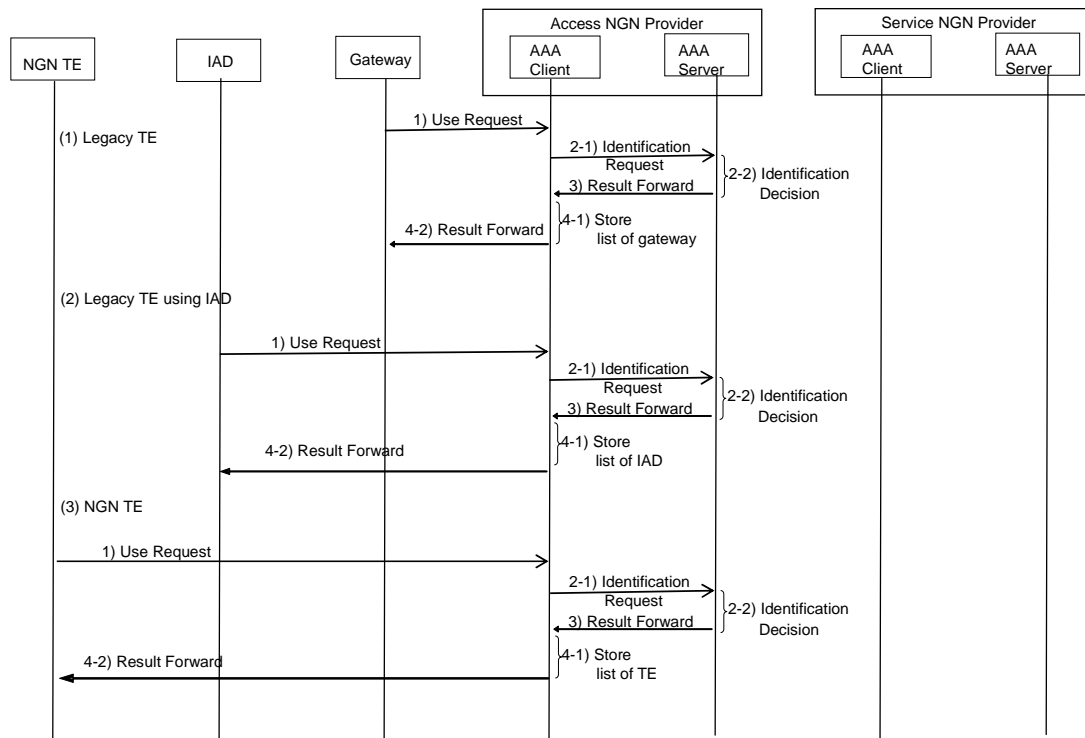 Access NGN Provider
Service NGN Provider
NGN TE
IAD
Gateway
AAA
Client
AAA
Server
AAA
Client
AAA
Server
(1) Legacy TE
1) Use Request
2-1) Identification
Request
2-2) Identification
Decision
3) Result Forward
4-1) Store
list of gateway
4-2) Result Forward
(2) Legacy TE using IAD
1) Use Request
2-1) Identification
Request
2-2) Identification
Decision
3) Result Forward
4-1) Store
list of IAD
4-2) Result Forward
(3) NGN TE
1) Use Request
2-1) Identification
Request
2-2) Identification
Decision
3) Result Forward
4-1) Store
list of TE
4-2) Result Forward